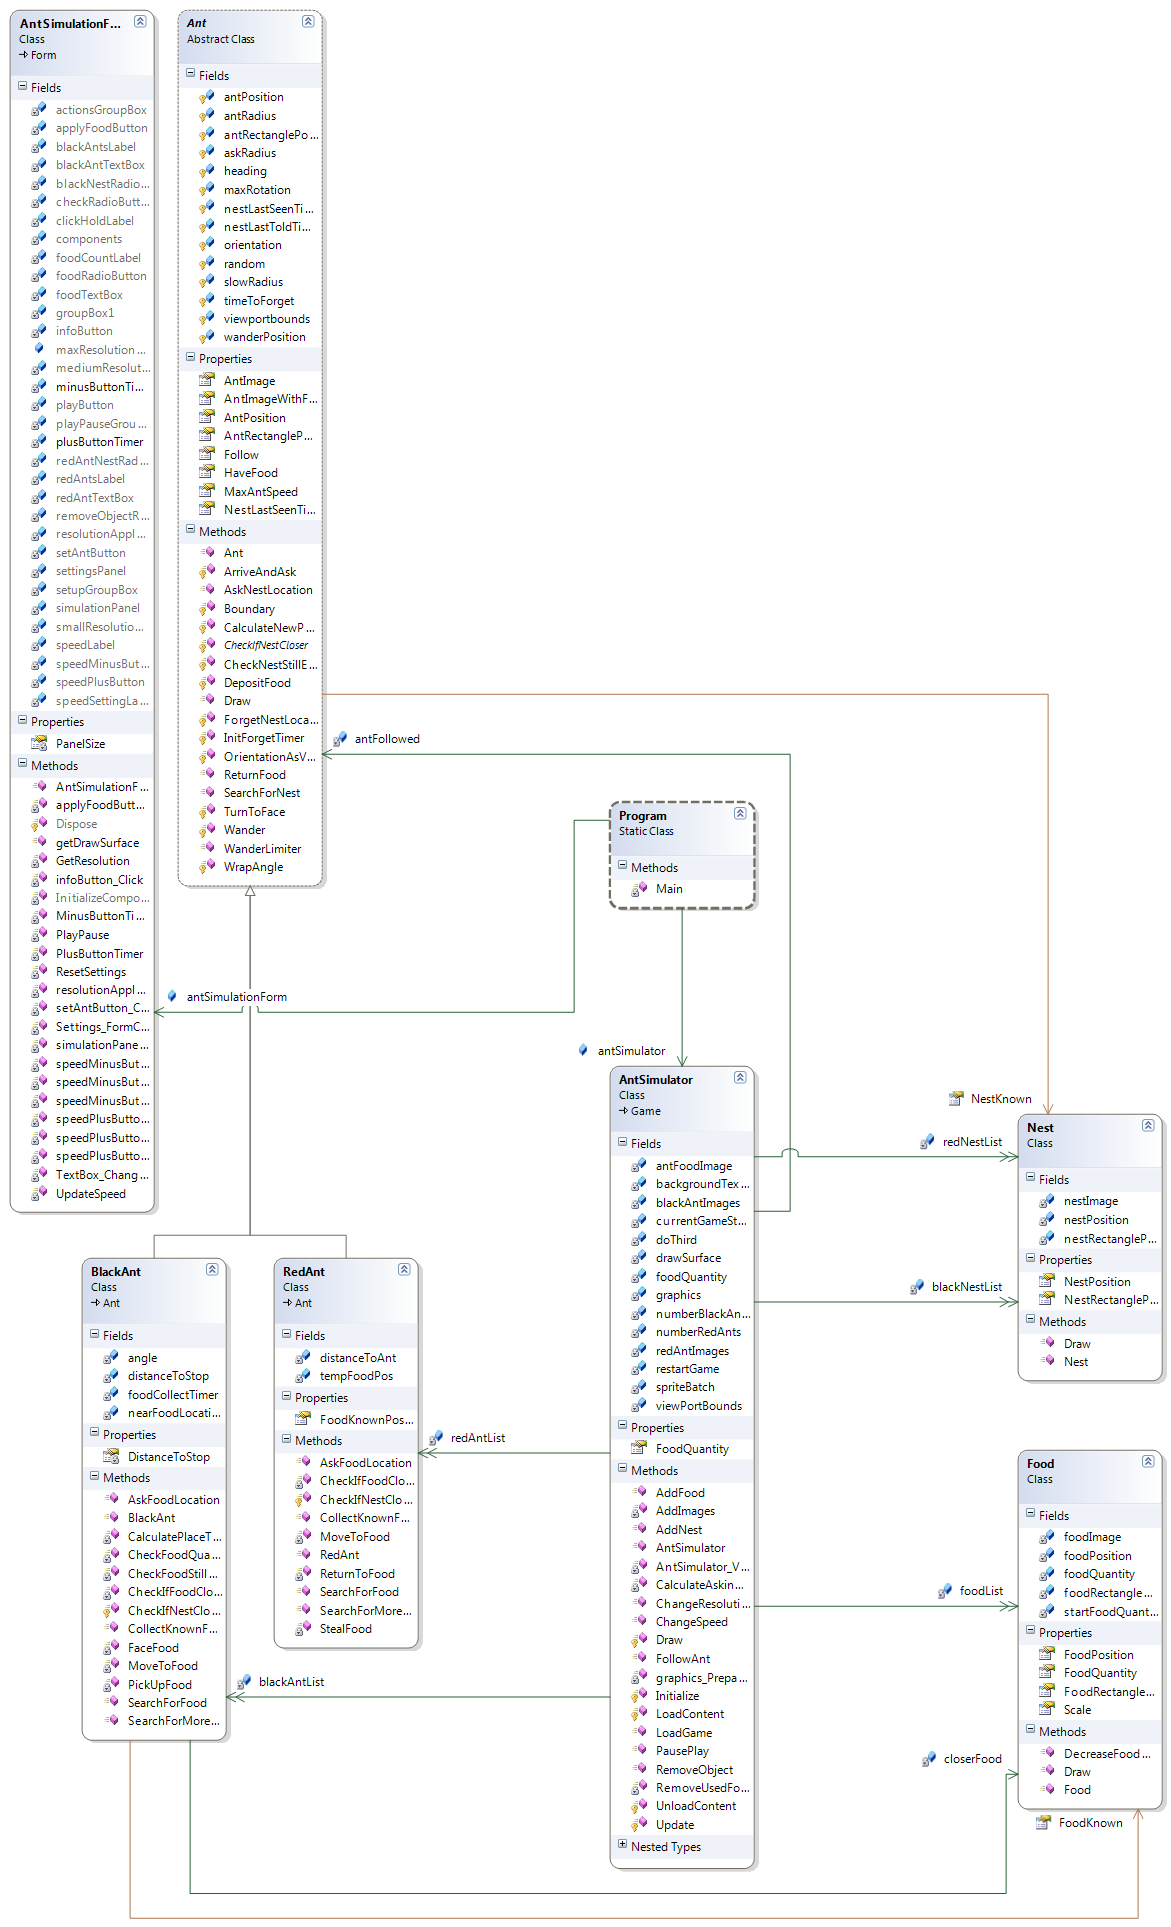 AntSimulationF...
Class
Form
Fields
actionsGroupBox
applyFoodButton
blackAntsLabel
blackAntTextBox
blackNestRadio...
checkRadioButt...
clickHoldLabel
components
foodCountLabel
foodRadioButton
foodTextBox
groupBox1
infoButton
maxResolution...
mediumResolut...
minusButtonTi...
playButton
playPauseGrou...
plusButtonTimer
redAntNestRad...
redAntsLabel
redAntTextBox
removeObjectR...
resolutionAppl...
setAntButton
settingsPanel
setupGroupBox
simulationPanel
smallResolutio...
speedLabel
speedMinusBut...
speedPlusButton
speedSettingLa...
Properties
PanelSize
Methods
AntSimulationF...
applyFoodButt...
Dispose
getDrawSurface
GetResolution
infoButton_Click
InitializeCompo...
MinusButtonTi...
PlayPause
PlusButtonTimer
ResetSettings
resolutionAppl...
setAntButton_C...
Settings_FormC...
simulationPane...
speedMinusBut...
speedMinusBut...
speedMinusBut...
speedPlusButto...
speedPlusButto...
speedPlusButto...
TextBox_Chang...
UpdateSpeed
Ant
Abstract Class
Fields
antPosition
antRadius
antRectanglePo...
askRadius
heading
maxRotation
nestLastSeenTi...
nestLastToldTi...
orientation
random
slowRadius
timeToForget
viewportbounds
wanderPosition
Properties
AntImage
AntImageWithF...
AntPosition
AntRectangleP...
Follow
HaveFood
MaxAntSpeed
NestLastSeenTi...
Methods
Ant
ArriveAndAsk
AskNestLocation
Boundary
CalculateNewP...
CheckIfNestCloser
CheckNestStillE...
DepositFood
Draw
ForgetNestLoca...
InitForgetTimer
OrientationAsV...
ReturnFood
SearchForNest
TurnToFace
Wander
WanderLimiter
WrapAngle
antFollowed
Program
Static Class
Methods
Main
antSimulationForm
antSimulator
AntSimulator
Class
Game
Fields
antFoodImage
backgroundTex...
blackAntImages
currentGameSt...
doThird
drawSurface
foodQuantity
graphics
numberBlackAn...
numberRedAnts
redAntImages
restartGame
spriteBatch
viewPortBounds
Properties
FoodQuantity
Methods
AddFood
AddImages
AddNest
AntSimulator
AntSimulator_V...
CalculateAskin...
ChangeResoluti...
ChangeSpeed
Draw
FollowAnt
graphics_Prepa...
Initialize
LoadContent
LoadGame
PausePlay
RemoveObject
RemoveUsedFo...
UnloadContent
Update
Nested Types
NestKnown
redNestList
blackNestList
Nest
Class
Fields
nestImage
nestPosition
nestRectangleP...
Properties
NestPosition
NestRectangleP...
Methods
Draw
Nest
BlackAnt
Class
Ant
Fields
angle
distanceToStop
foodCollectTimer
nearFoodLocati...
Properties
DistanceToStop
Methods
AskFoodLocation
BlackAnt
CalculatePlaceT...
CheckFoodQua...
CheckFoodStill...
CheckIfFoodClo...
CheckIfNestClo...
CollectKnownF...
FaceFood
MoveToFood
PickUpFood
SearchForFood
SearchForMore...
RedAnt
Class
Ant
Fields
distanceToAnt
tempFoodPos
Properties
FoodKnownPos...
Methods
AskFoodLocation
CheckIfFoodClo...
CheckIfNestClo...
CollectKnownF...
MoveToFood
RedAnt
ReturnToFood
SearchForFood
SearchForMore...
StealFood
redAntList
blackAntList
foodList
closerFood
Food
Class
Fields
foodImage
foodPosition
foodQuantity
foodRectangle...
startFoodQuant...
Properties
FoodPosition
FoodQuantity
FoodRectangle...
Scale
Methods
DecreaseFood...
Draw
Food
FoodKnown